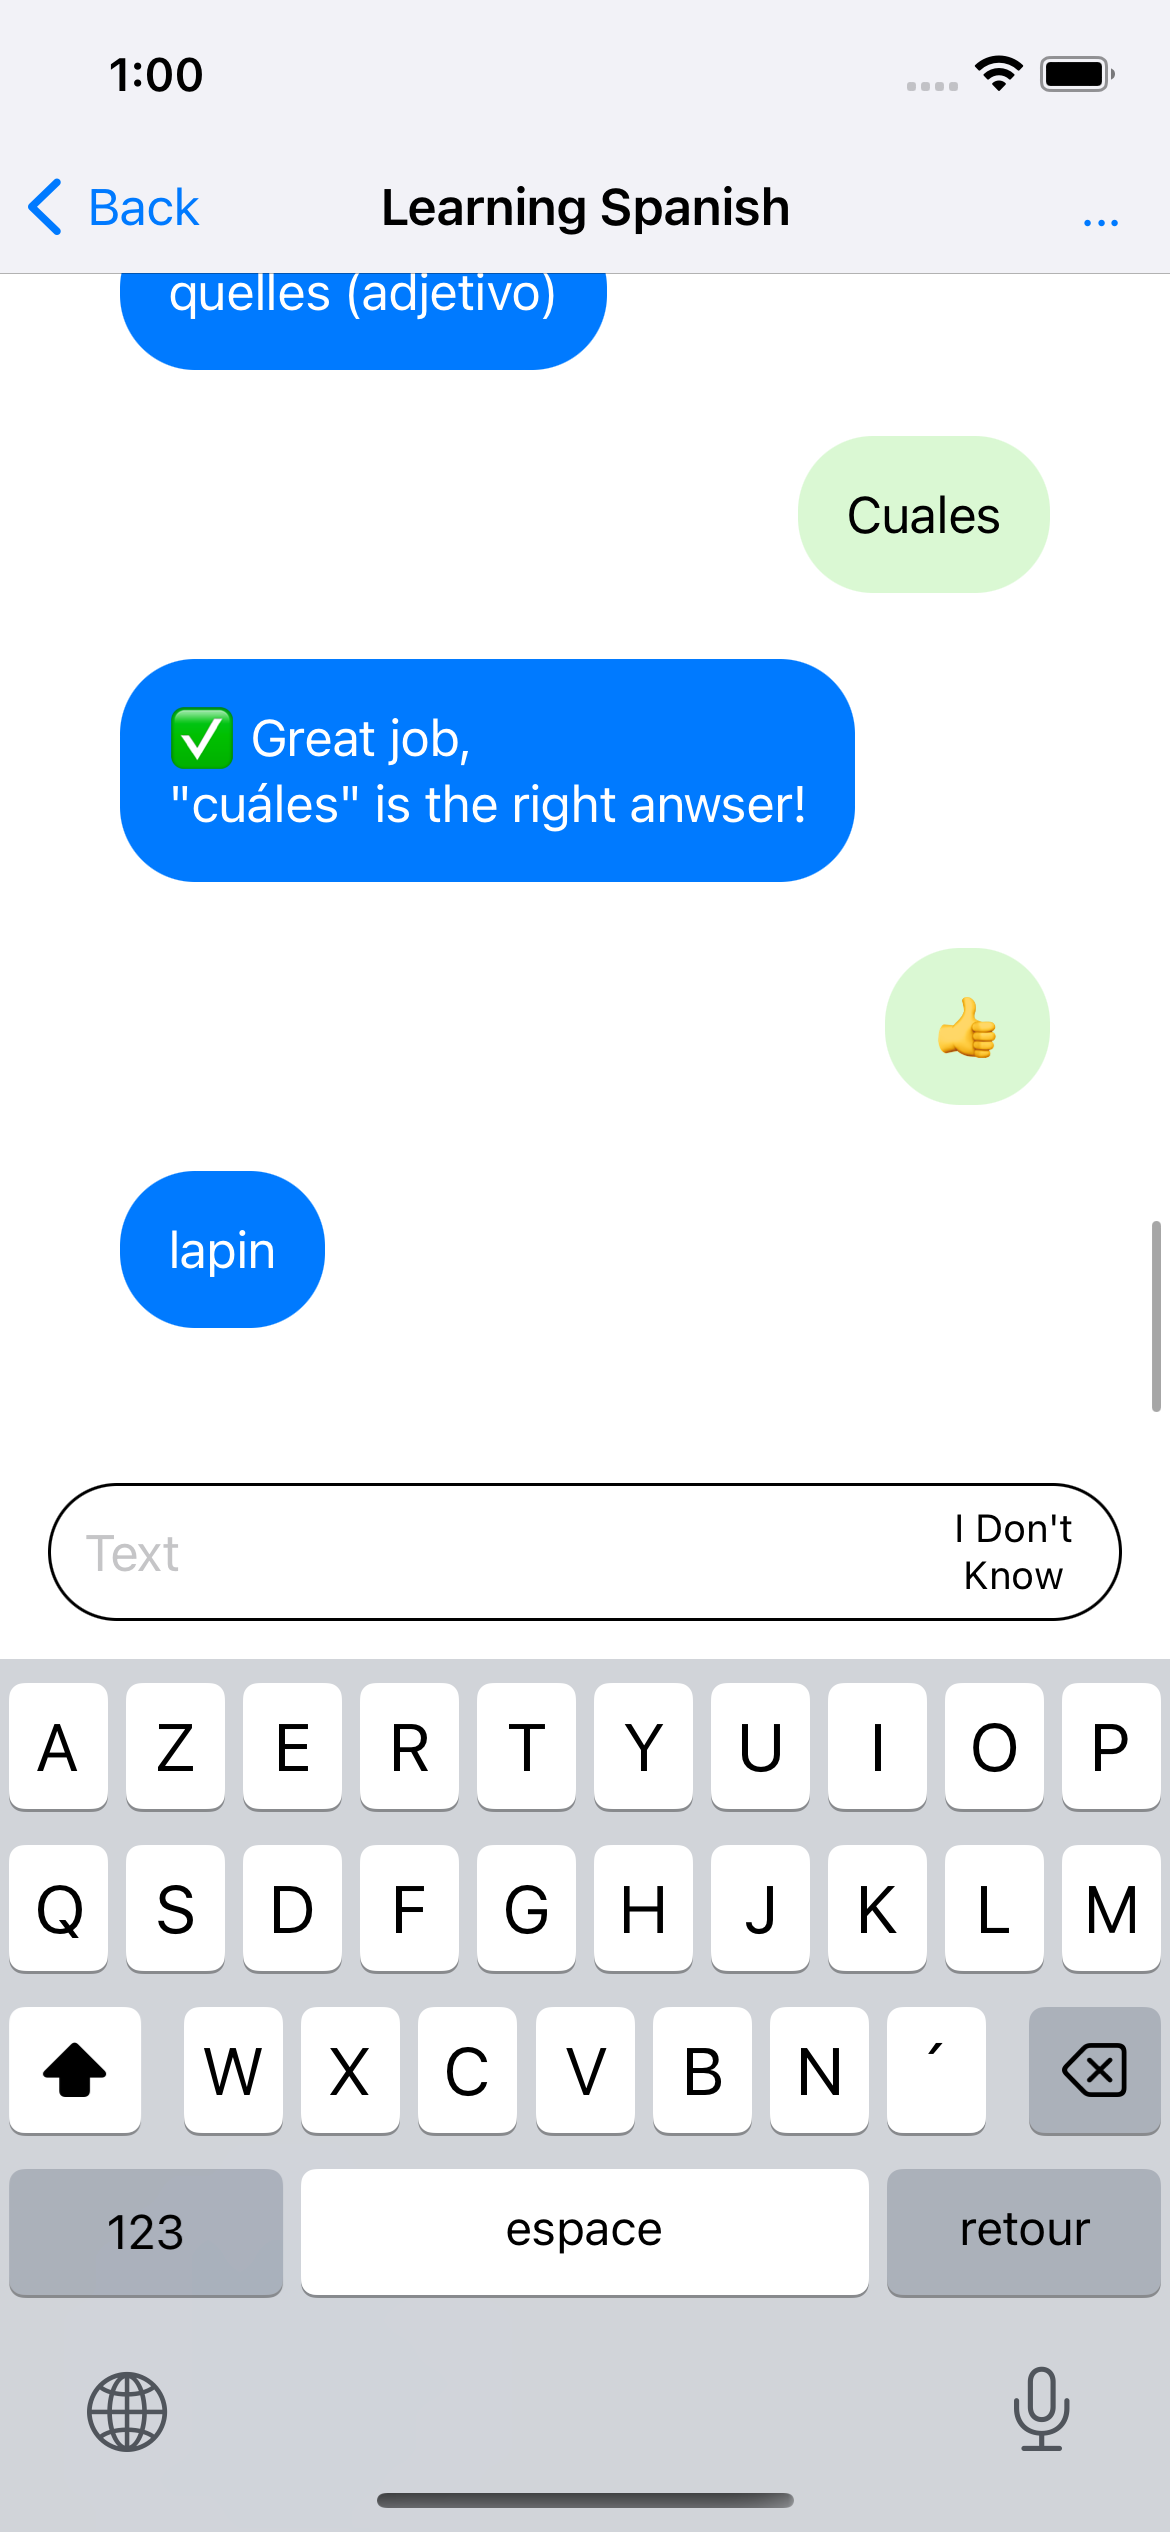 1:00
Back
Learning Spanish
...
quelles (adjetivo)
Cuales
✅ Great job,
"cuáles" is the right anwser!
👍
lapin
Text
I Don't
Know
A Z E R T Y U I O P
Q S D F G H J K L M
W X C V B N ´
123
espace
retour